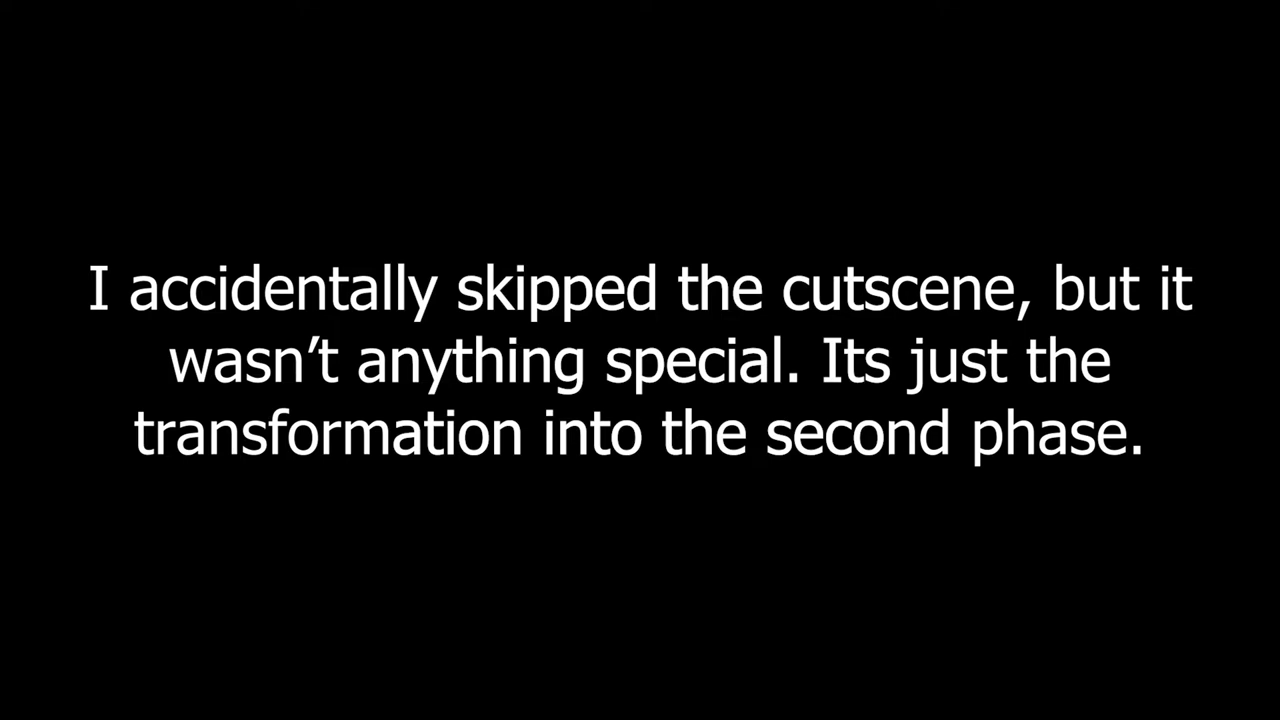 I accidentally skipped the cutscene, but it
wasn’t anything special. Its just the
transformation into the second phase.